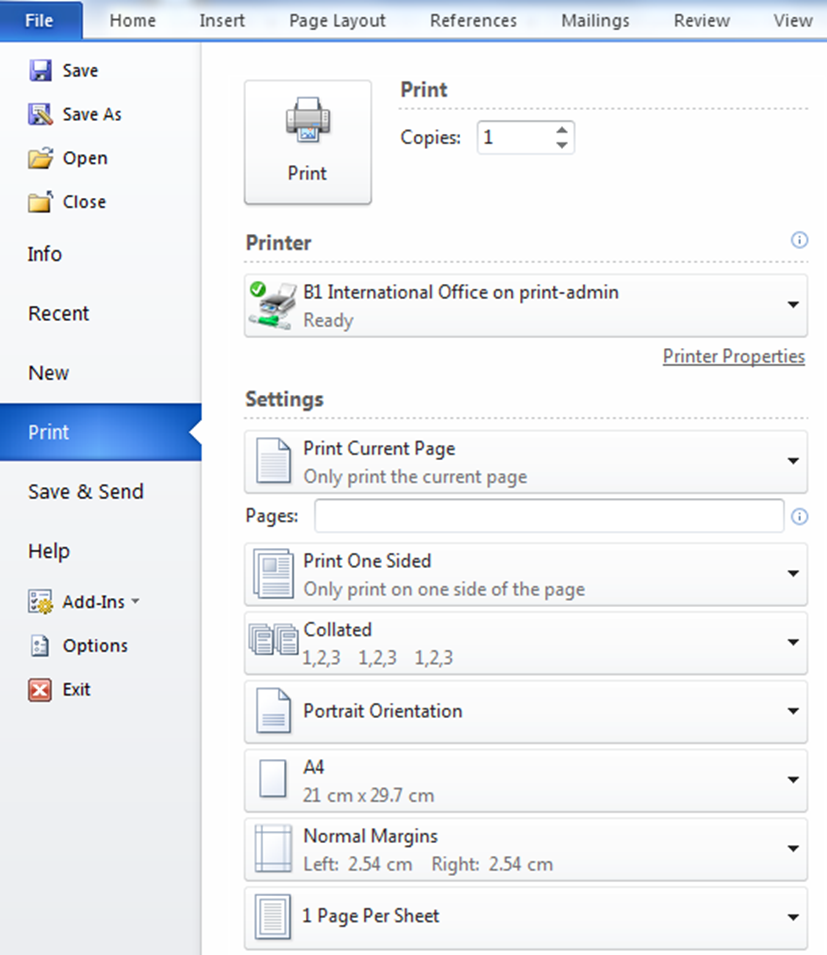 File Home Insert Page Layout References Mailings Review View
Save
Save As
Open
Close
Info
Recent
New
Print
Save & Send
Help
Add-Ins
Options
Exit
Print
Print
Copies: 1
Printer
B1 International Office on print-admin
Ready
Printer Properties
Settings
Print Current Page
Only print the current page
Pages:
Print One Sided
Only print on one side of the page
Collated
1,2,3 1,2,3 1,2,3
Portrait Orientation
A4
21 cm x 29.7 cm
Normal Margins
Left: 2.54 cm Right: 2.54 cm
1 Page Per Sheet